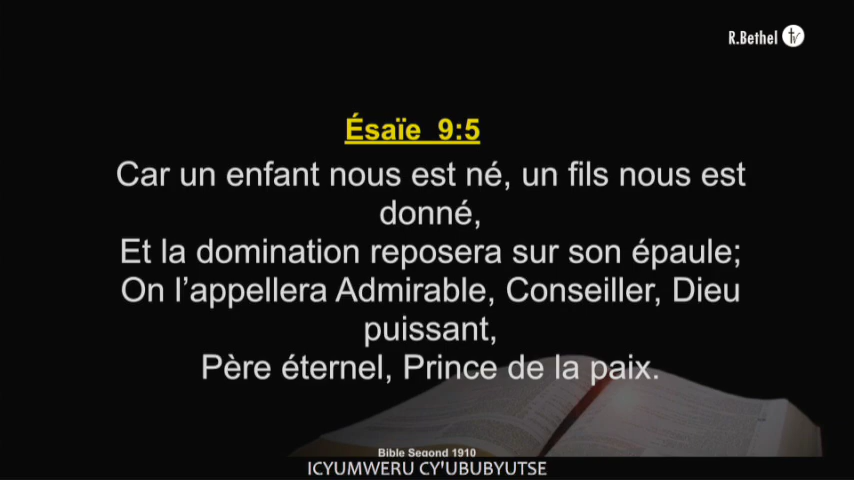 R.Bethel tv
Ésaïe 9:5
Car un enfant nous est né, un fils nous est
donné,
Et la domination reposera sur son épaule;
On l’appellera Admirable, Conseiller, Dieu
puissant,
Père éternel, Prince de la paix.
Bible Segond 1910
ICYUMWERU CY'UBUBYUTSE